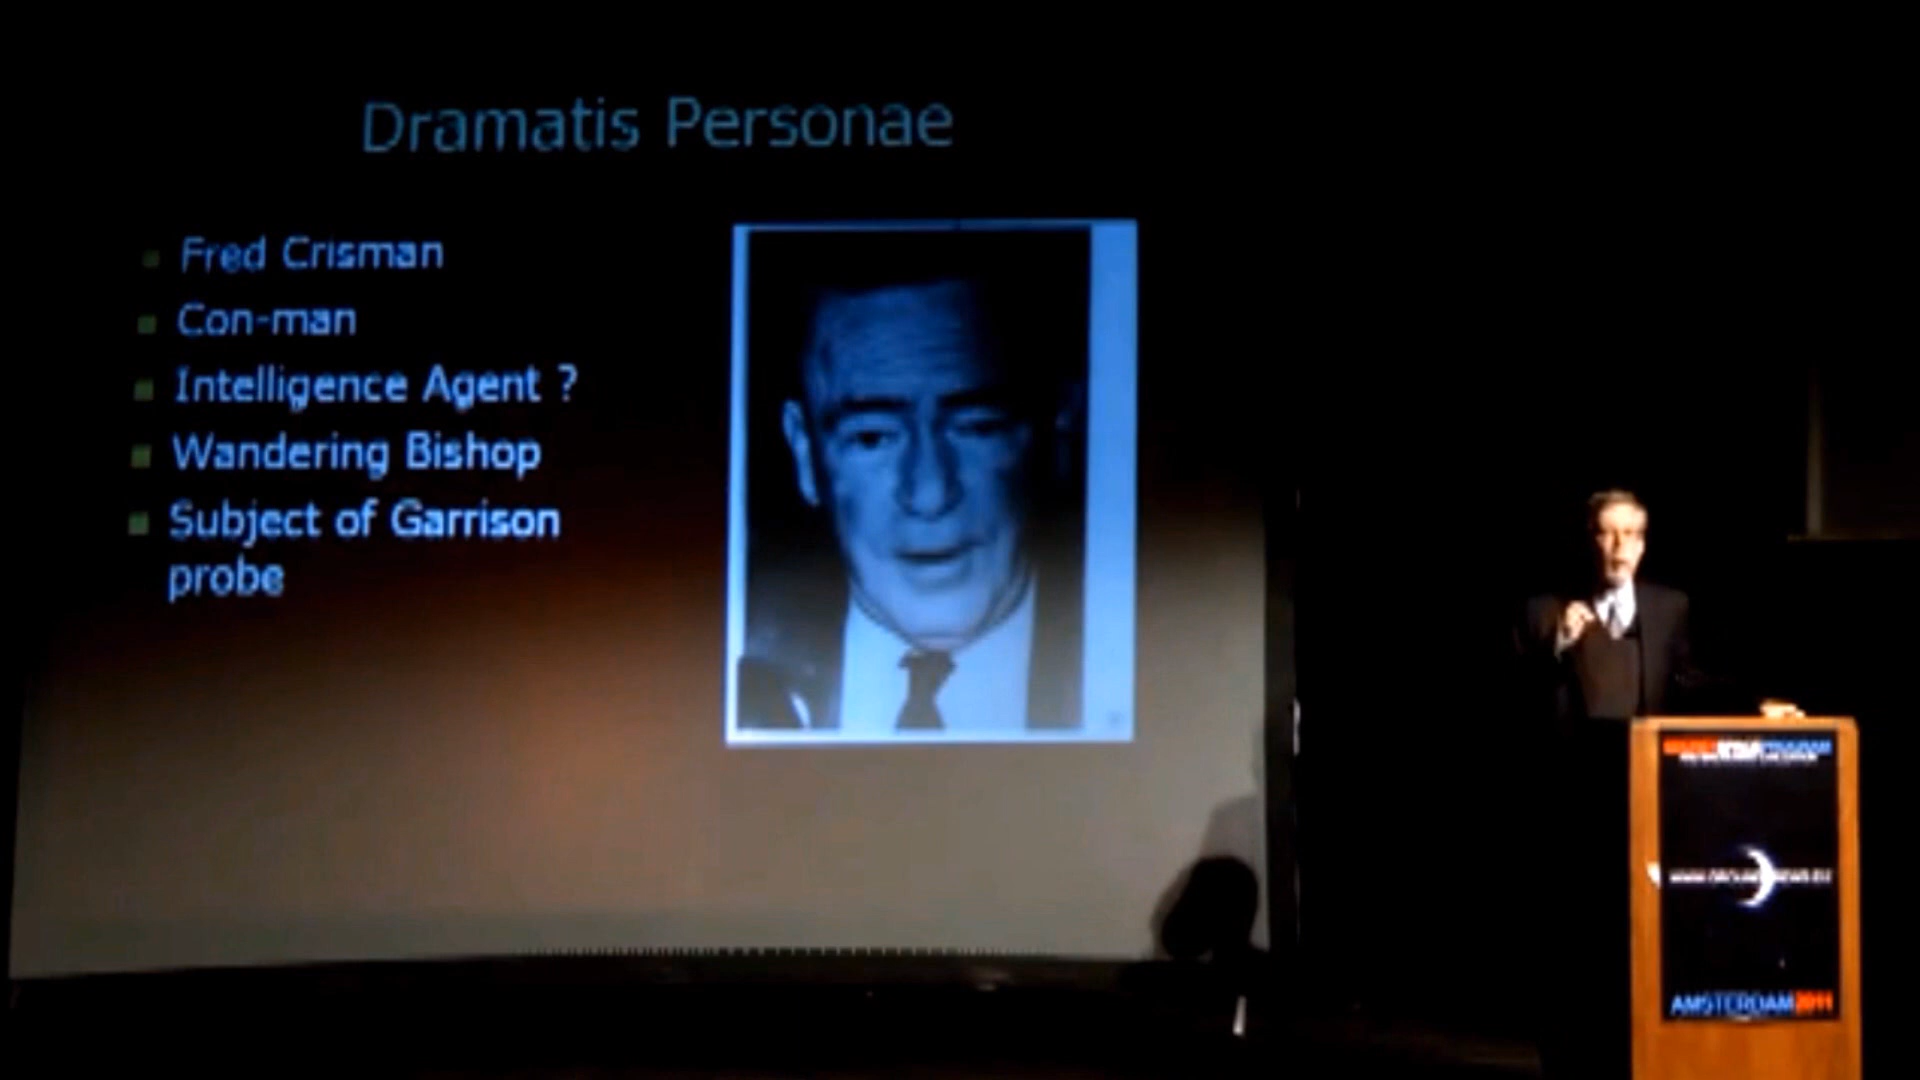 Dramatis Personae
Fred Crisman
Con-man
Intelligence Agent ?
Wandering Bishop
Subject of Garrison
probe
AMSTERDAM2011